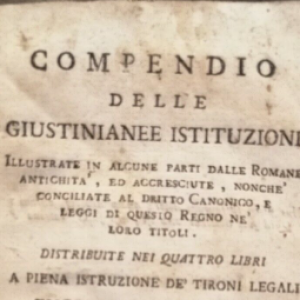 COMPENDIO
DELLE
GIUSTINIANEE ISTITUZIONI
ILLUSTRATE IN ALCUNE PARTI DALLE ROMANE
ANTICHITA', ED ACCRESCIUTE, NONCHE'
CONCILIATE AL DRITTO CANONICO, E
LEGGI DI QUESTO REGNO NE'
LORO TITOLI.
DISTRIBUITE NEI QUATTRO LIBRI
A PIENA ISTRUZIONE DE' TIRONI LEGALI